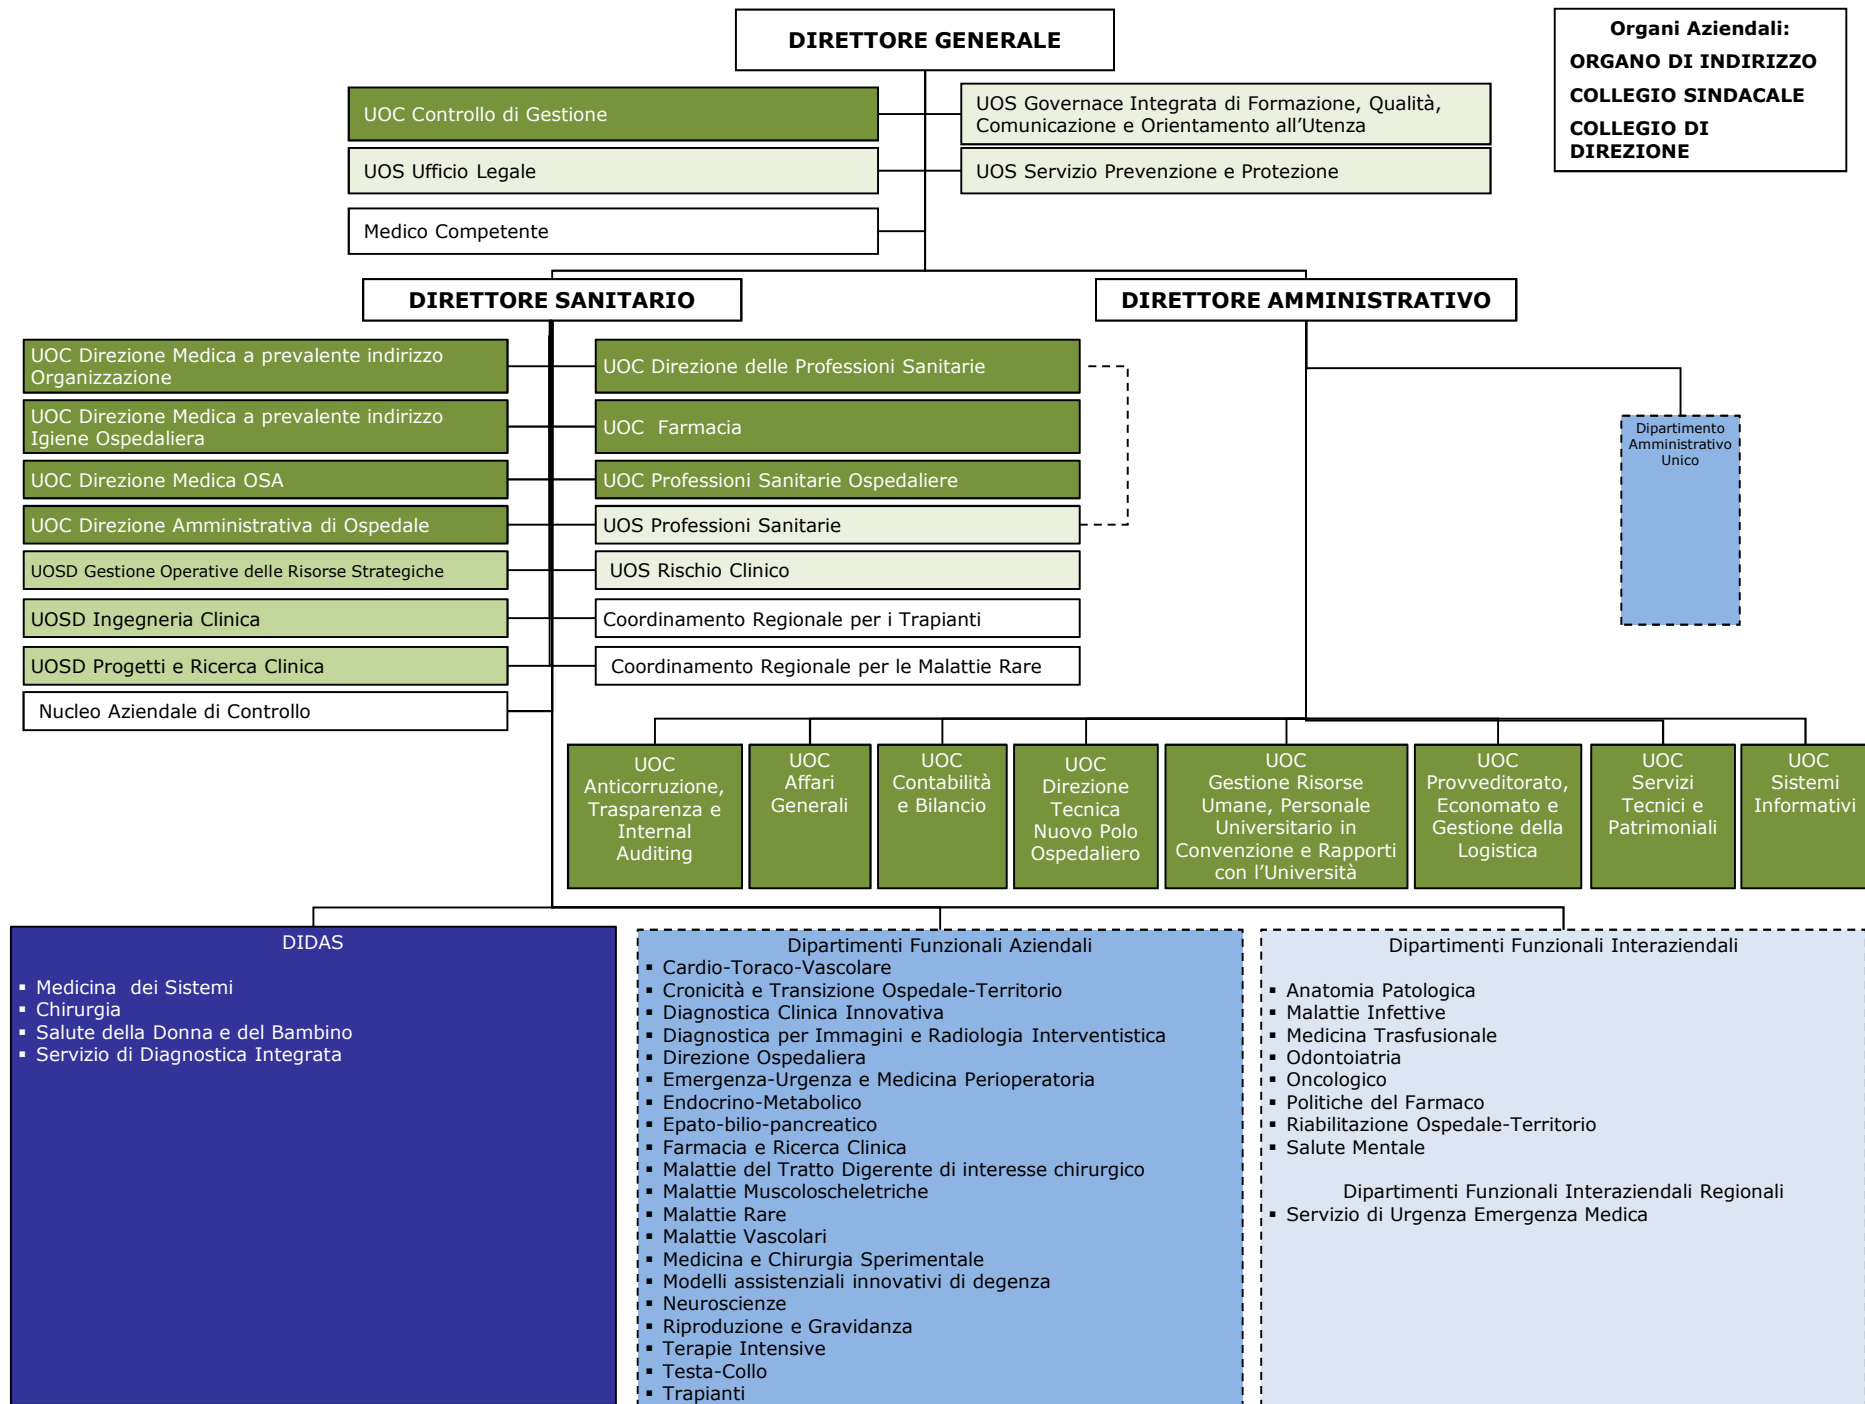 DIRETTORE GENERALE
Organi Aziendali:
ORGANO DI INDIRIZZO
COLLEGIO SINDACALE
COLLEGIO DI
DIREZIONE
UOC Controllo di Gestione
UOS Governace Integrata di Formazione, Qualità,
Comunicazione e Orientamento all'Utenza
UOS Ufficio Legale
UOS Servizio Prevenzione e Protezione
Medico Competente
DIRETTORE SANITARIO
DIRETTORE AMMINISTRATIVO
UOC Direzione Medica a prevalente indirizzo
Organizzazione
UOC Direzione delle Professioni Sanitarie
UOC Direzione Medica a prevalente indirizzo
Igiene Ospedaliera
UOC Farmacia
UOC Direzione Medica OSA
UOC Professioni Sanitarie Ospedaliere
UOC Direzione Amministrativa di Ospedale
UOS Professioni Sanitarie
UOSD Gestione Operative delle Risorse Strategiche
UOS Rischio Clinico
UOSD Ingegneria Clinica
Coordinamento Regionale per i Trapianti
UOSD Progetti e Ricerca Clinica
Coordinamento Regionale per le Malattie Rare
Nucleo Aziendale di Controllo
Dipartimento
Amministrativo
Unico
UOC
Anticorruzione,
Trasparenza e
Internal
Auditing
UOC
Affari
Generali
UOC
Contabilità
e Bilancio
UOC
Direzione
Tecnica
Nuovo Polo
Ospedaliero
UOC
Gestione Risorse
Umane, Personale
Universitario in
Convenzione e Rapporti
con l'Università
UOC
Provveditorato,
Economato e
Gestione della
Logistica
UOC
Servizi
Tecnici e
Patrimoniali
UOC
Sistemi
Informativi
DIDAS
▪ Medicina dei Sistemi
▪ Chirurgia
▪ Salute della Donna e del Bambino
▪ Servizio di Diagnostica Integrata
Dipartimenti Funzionali Aziendali
▪ Cardio-Toraco-Vascolare
▪ Cronicità e Transizione Ospedale-Territorio
▪ Diagnostica Clinica Innovativa
▪ Diagnostica per Immagini e Radiologia Interventistica
▪ Direzione Ospedaliera
▪ Emergenza-Urgenza e Medicina Perioperatoria
▪ Endocrino-Metabolico
▪ Epato-bilio-pancreatico
▪ Farmacia e Ricerca Clinica
▪ Malattie del Tratto Digerente di interesse chirurgico
▪ Malattie Muscoloscheletriche
▪ Malattie Rare
▪ Malattie Vascolari
▪ Medicina e Chirurgia Sperimentale
▪ Modelli assistenziali innovativi di degenza
▪ Neuroscienze
▪ Riproduzione e Gravidanza
▪ Terapie Intensive
▪ Testa-Collo
▪ Trapianti
Dipartimenti Funzionali Interaziendali
▪ Anatomia Patologica
▪ Malattie Infettive
▪ Medicina Trasfusionale
▪ Odontoiatria
▪ Oncologico
▪ Politiche del Farmaco
▪ Riabilitazione Ospedale-Territorio
▪ Salute Mentale
Dipartimenti Funzionali Interaziendali Regionali
▪ Servizio di Urgenza Emergenza Medica